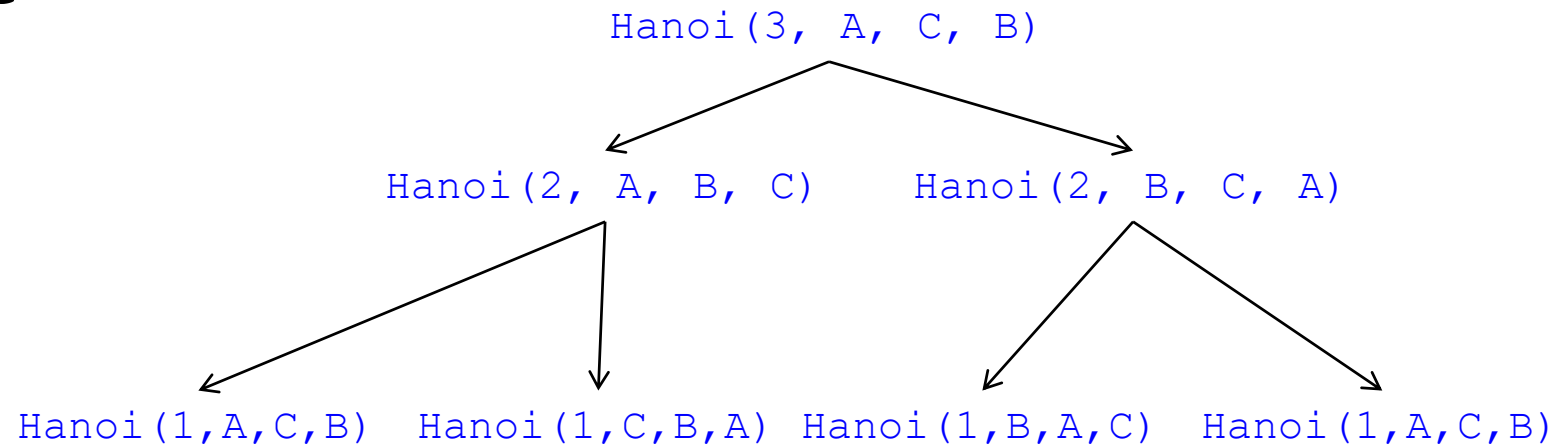 Hanoi(3, A, C, B)
Hanoi(2, A, B, C) Hanoi(2, B, C, A)
Hanoi(1,A,C,B) Hanoi(1,C,B,A) Hanoi(1,B,A,C) Hanoi(1,A,C,B)